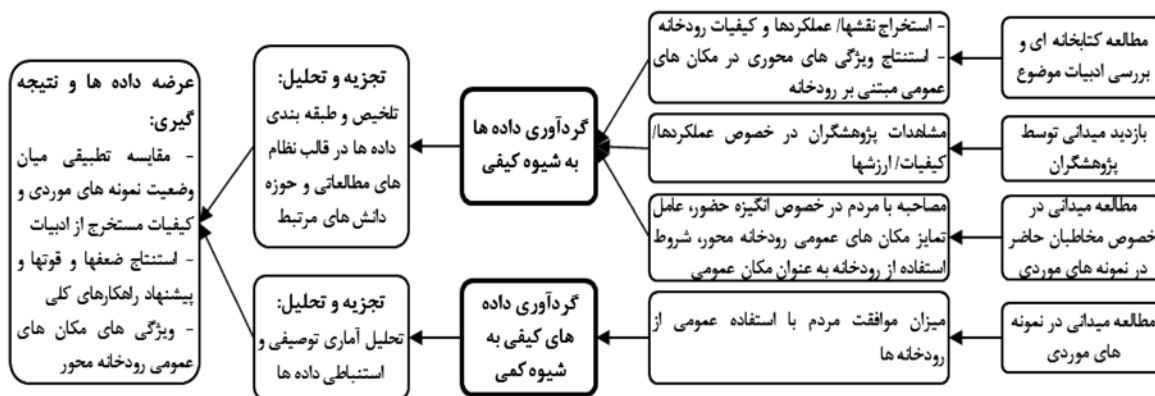 مطالعه کتابخانه ای و
بررسی ادبیات موضوع
- استخراج نقشها/ عملکردها و کیفیات رودخانه
- استنتاج ویژگی های محوری در مکان های
عمومی مبتنی بر رودخانه
بازدید میدانی توسط
پژوهشگران
مشاهدات پژوهشگران در خصوص عملکردها/
کیفیات/ ارزشها
مطالعه میدانی در
خصوص مخاطبان حاضر
در نمونه های موردی
مصاحبه با مردم در خصوص انگیزه حضور، عامل
تمایز مکان های عمومی رودخانه محور، شروط
استفاده از رودخانه به عنوان مکان عمومی
مطالعه میدانی در نمونه
های موردی
میزان موافقت مردم با استفاده عمومی از
رودخانه ها
گردآوری داده ها
به شیوه کیفی
گردآوری داده
های کیفی به
شیوه کمی
تجزیه و تحلیل:
تلخیص و طبقه بندی
داده ها در قالب نظام
های مطالعاتی و حوزه
دانش های مرتبط
تجزیه و تحلیل:
تحلیل آماری توصیفی و
استنباطی داده ها
عرضه داده ها و نتیجه
گیری:
- مقایسه تطبیقی میان
وضعیت نمونه های موردی و
کیفیات مستخرج از ادبیات
- استنتاج ضعفها و قوتها و
پیشنهاد راهکارهای کلی
- ویژگی های مکان های
عمومی رودخانه محور